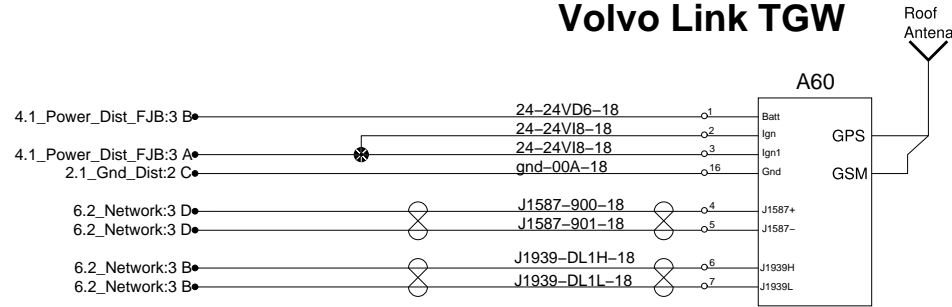 Volvo Link TGW
Roof
Antena
A60
4.1_Power_Dist_FJB:3 B 24−24VD6−18 1 Batt
24−24VI8−18 2 Ign GPS
4.1_Power_Dist_FJB:3 A 24−24VI8−18 3 Ign1
2.1_Gnd_Dist:2 C gnd−00A−18 16 Gnd GSM
6.2_Network:3 D J1587−900−18 4 J1587+
6.2_Network:3 D J1587−901−18 5 J1587−
6.2_Network:3 B J1939−DL1H−18 6 J1939H
6.2_Network:3 B J1939−DL1L−18 7 J1939L